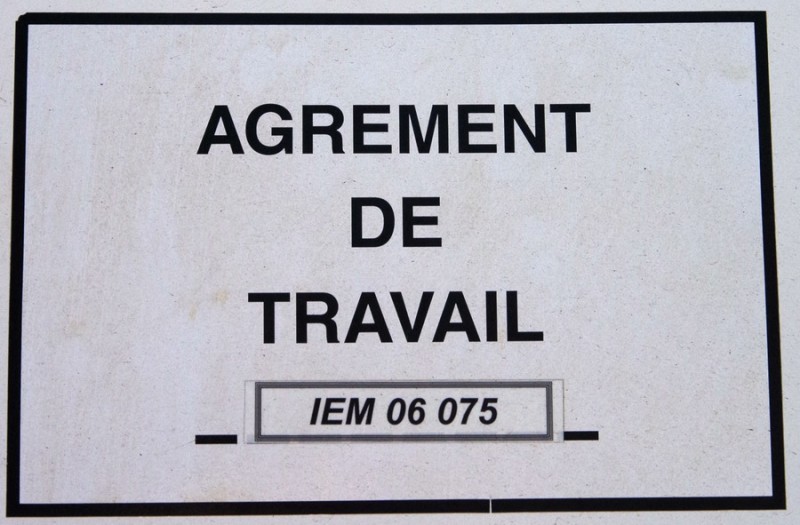 AGREMENT
DE
TRAVAIL
IEM 06 075